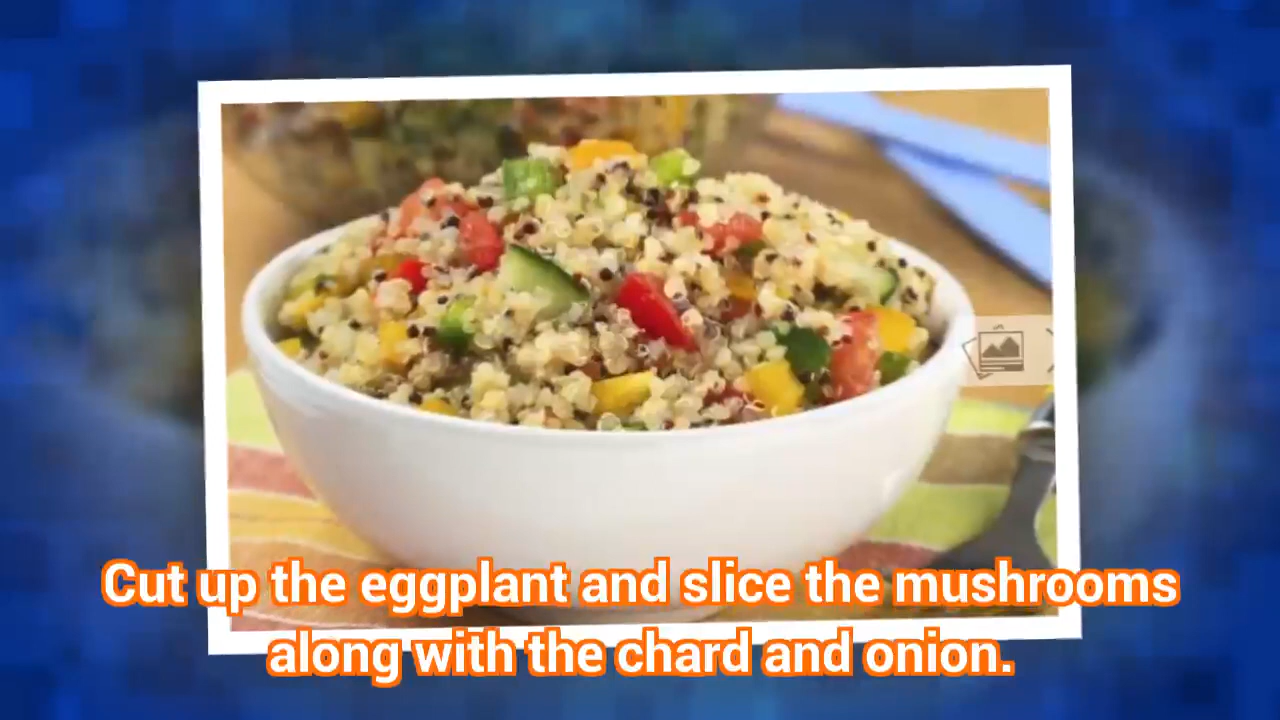 Cut up the eggplant and slice the mushrooms
along with the chard and onion.